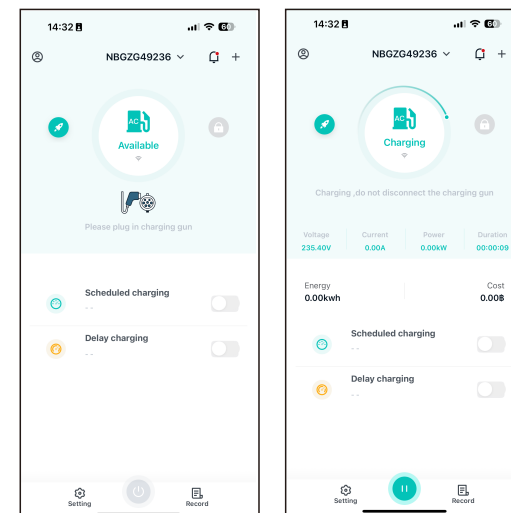 14:32
60
NBGZG49236
AC
Available
Please plug in charging gun
Scheduled charging
- -
Delay charging
- -
Setting
Record
14:32
60
NBGZG49236
AC
Charging
Charging ,do not disconnect the charging gun
Voltage Current Power Duration
235.40V 0.00A 0.00kW 00:00:09
Energy Cost
0.00kwh 0.00฿
Scheduled charging
- -
Delay charging
- -
Setting
Record